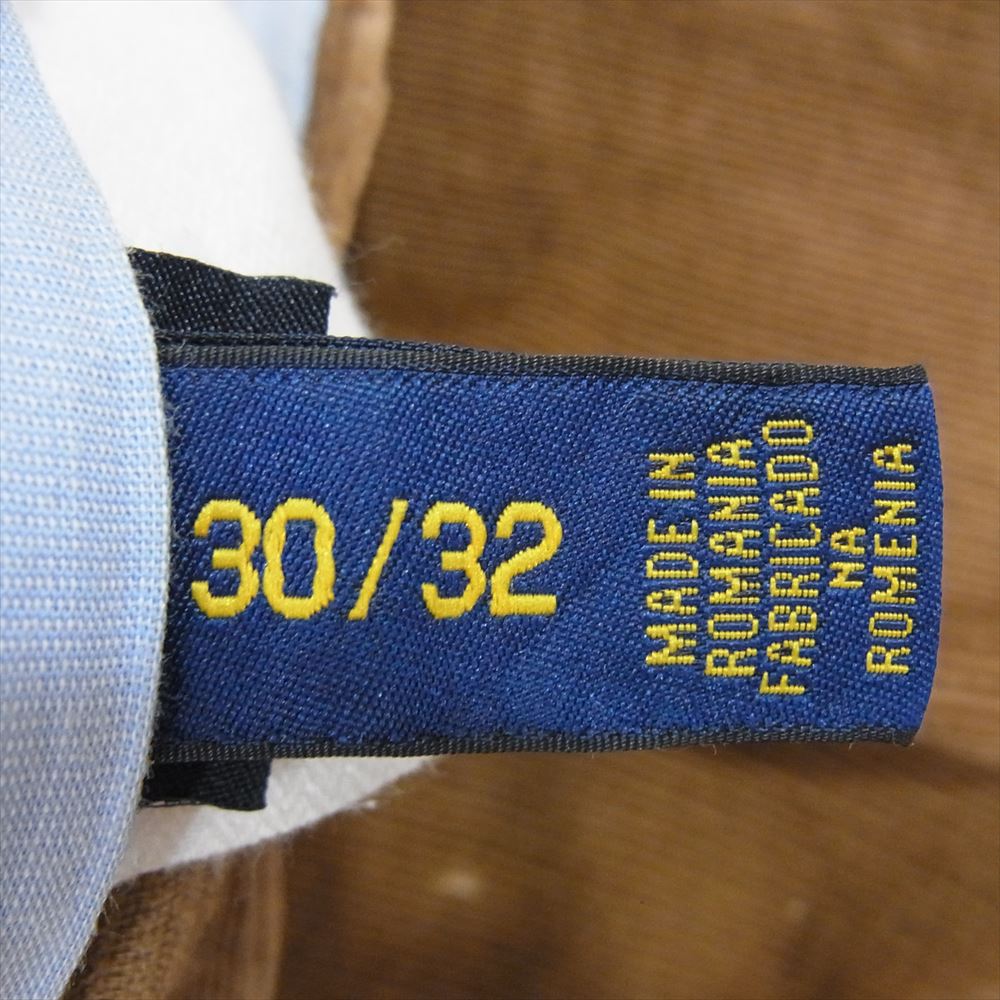 30/32
MADE IN
ROMANIA
FABRICADO
NA
ROMENIA